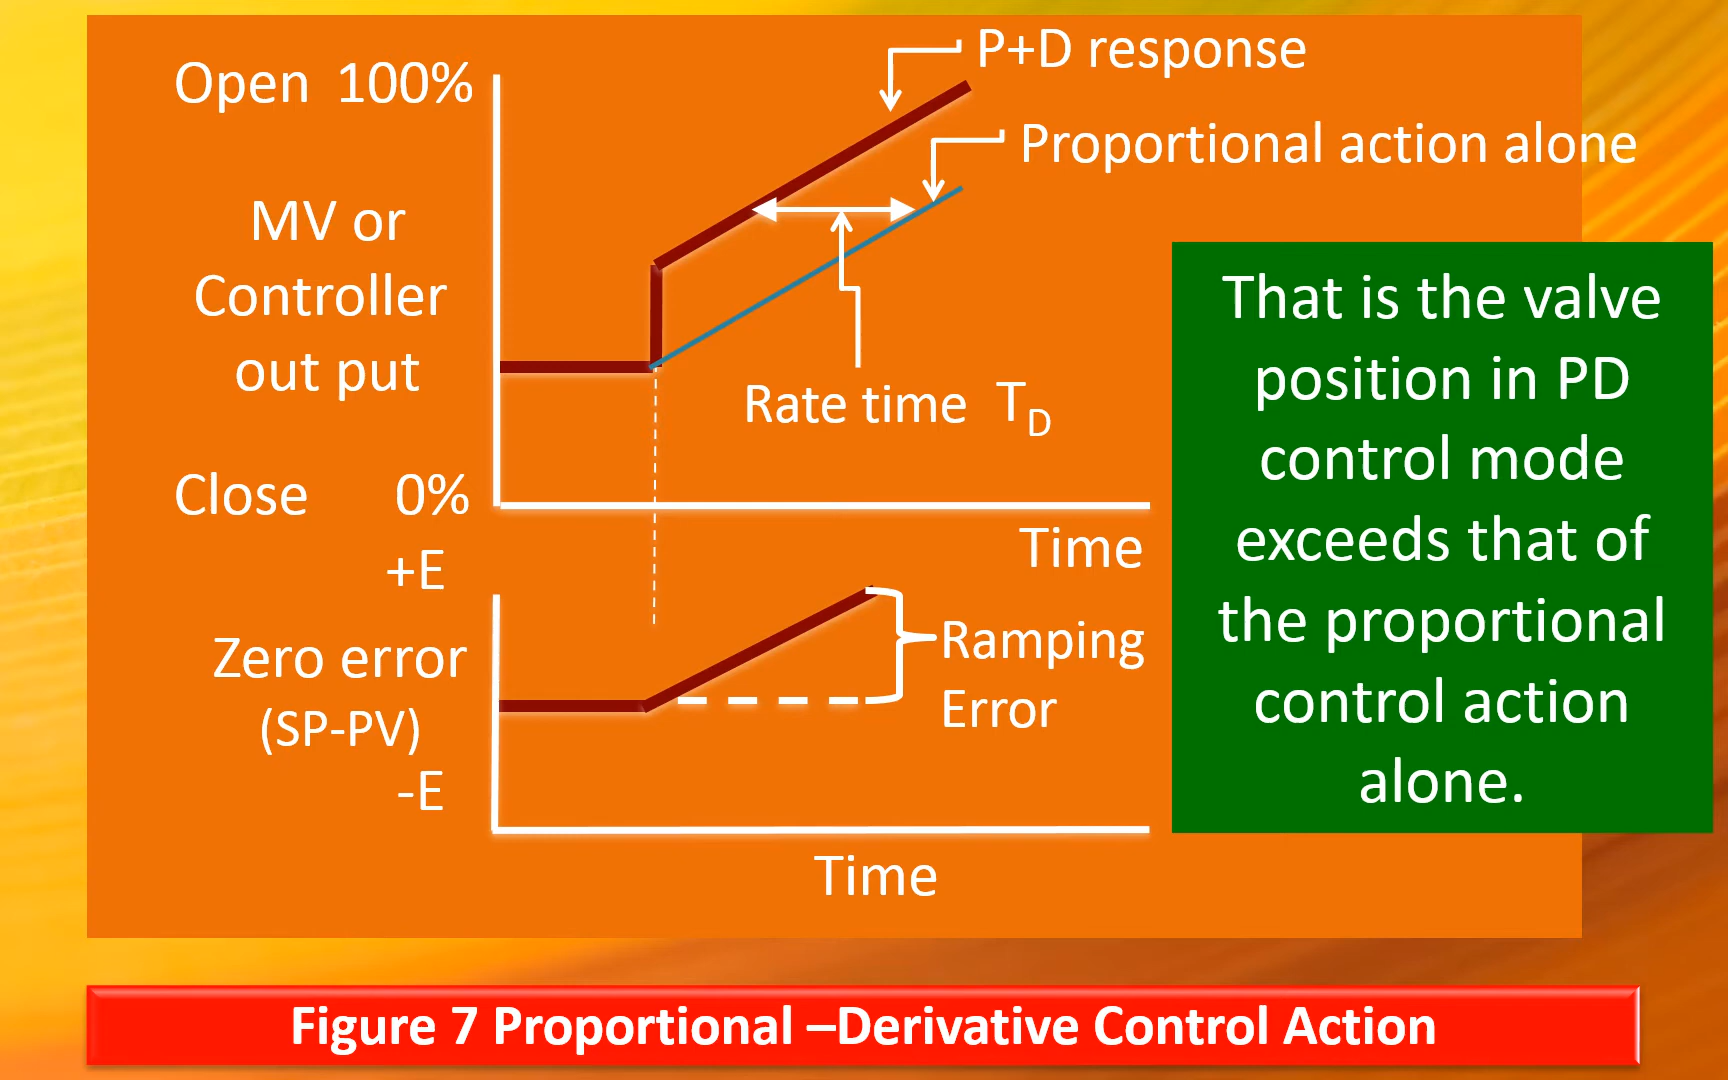 P+D response
Open 100%
Proportional action alone
MV or
Controller
out put
Rate time TD
Close 0%
Time
+E
Zero error
(SP-PV)
-E
Ramping
Error
Time
That is the valve
position in PD
control mode
exceeds that of
the proportional
control action
alone.
Figure 7 Proportional –Derivative Control Action